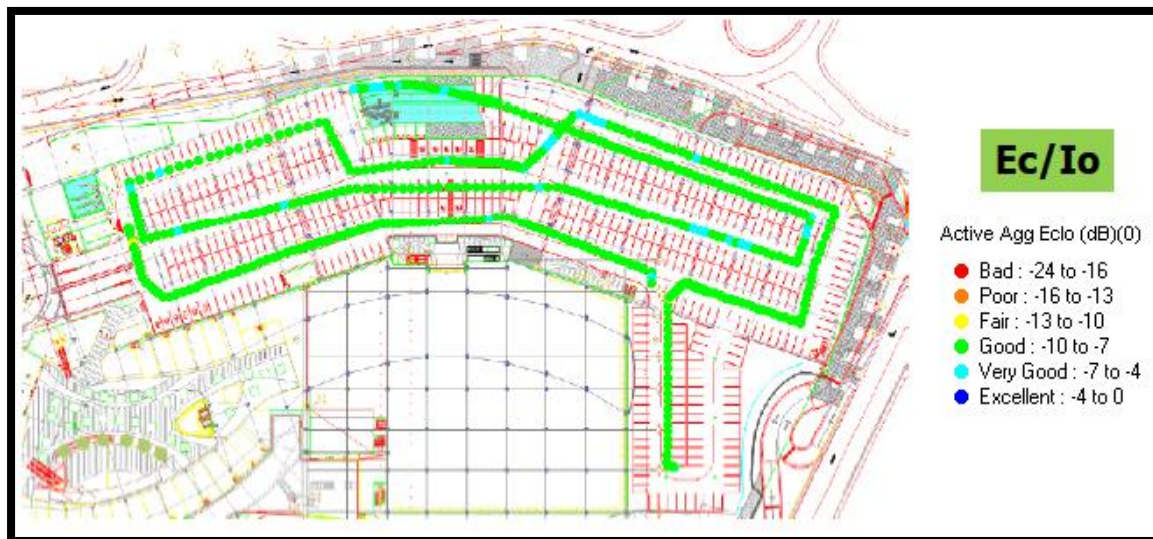 Ec/Io
Active Agg EcIo (dB)(0)
Bad : -24 to -16
Poor : -16 to -13
Fair : -13 to -10
Good : -10 to -7
Very Good : -7 to -4
Excellent : -4 to 0